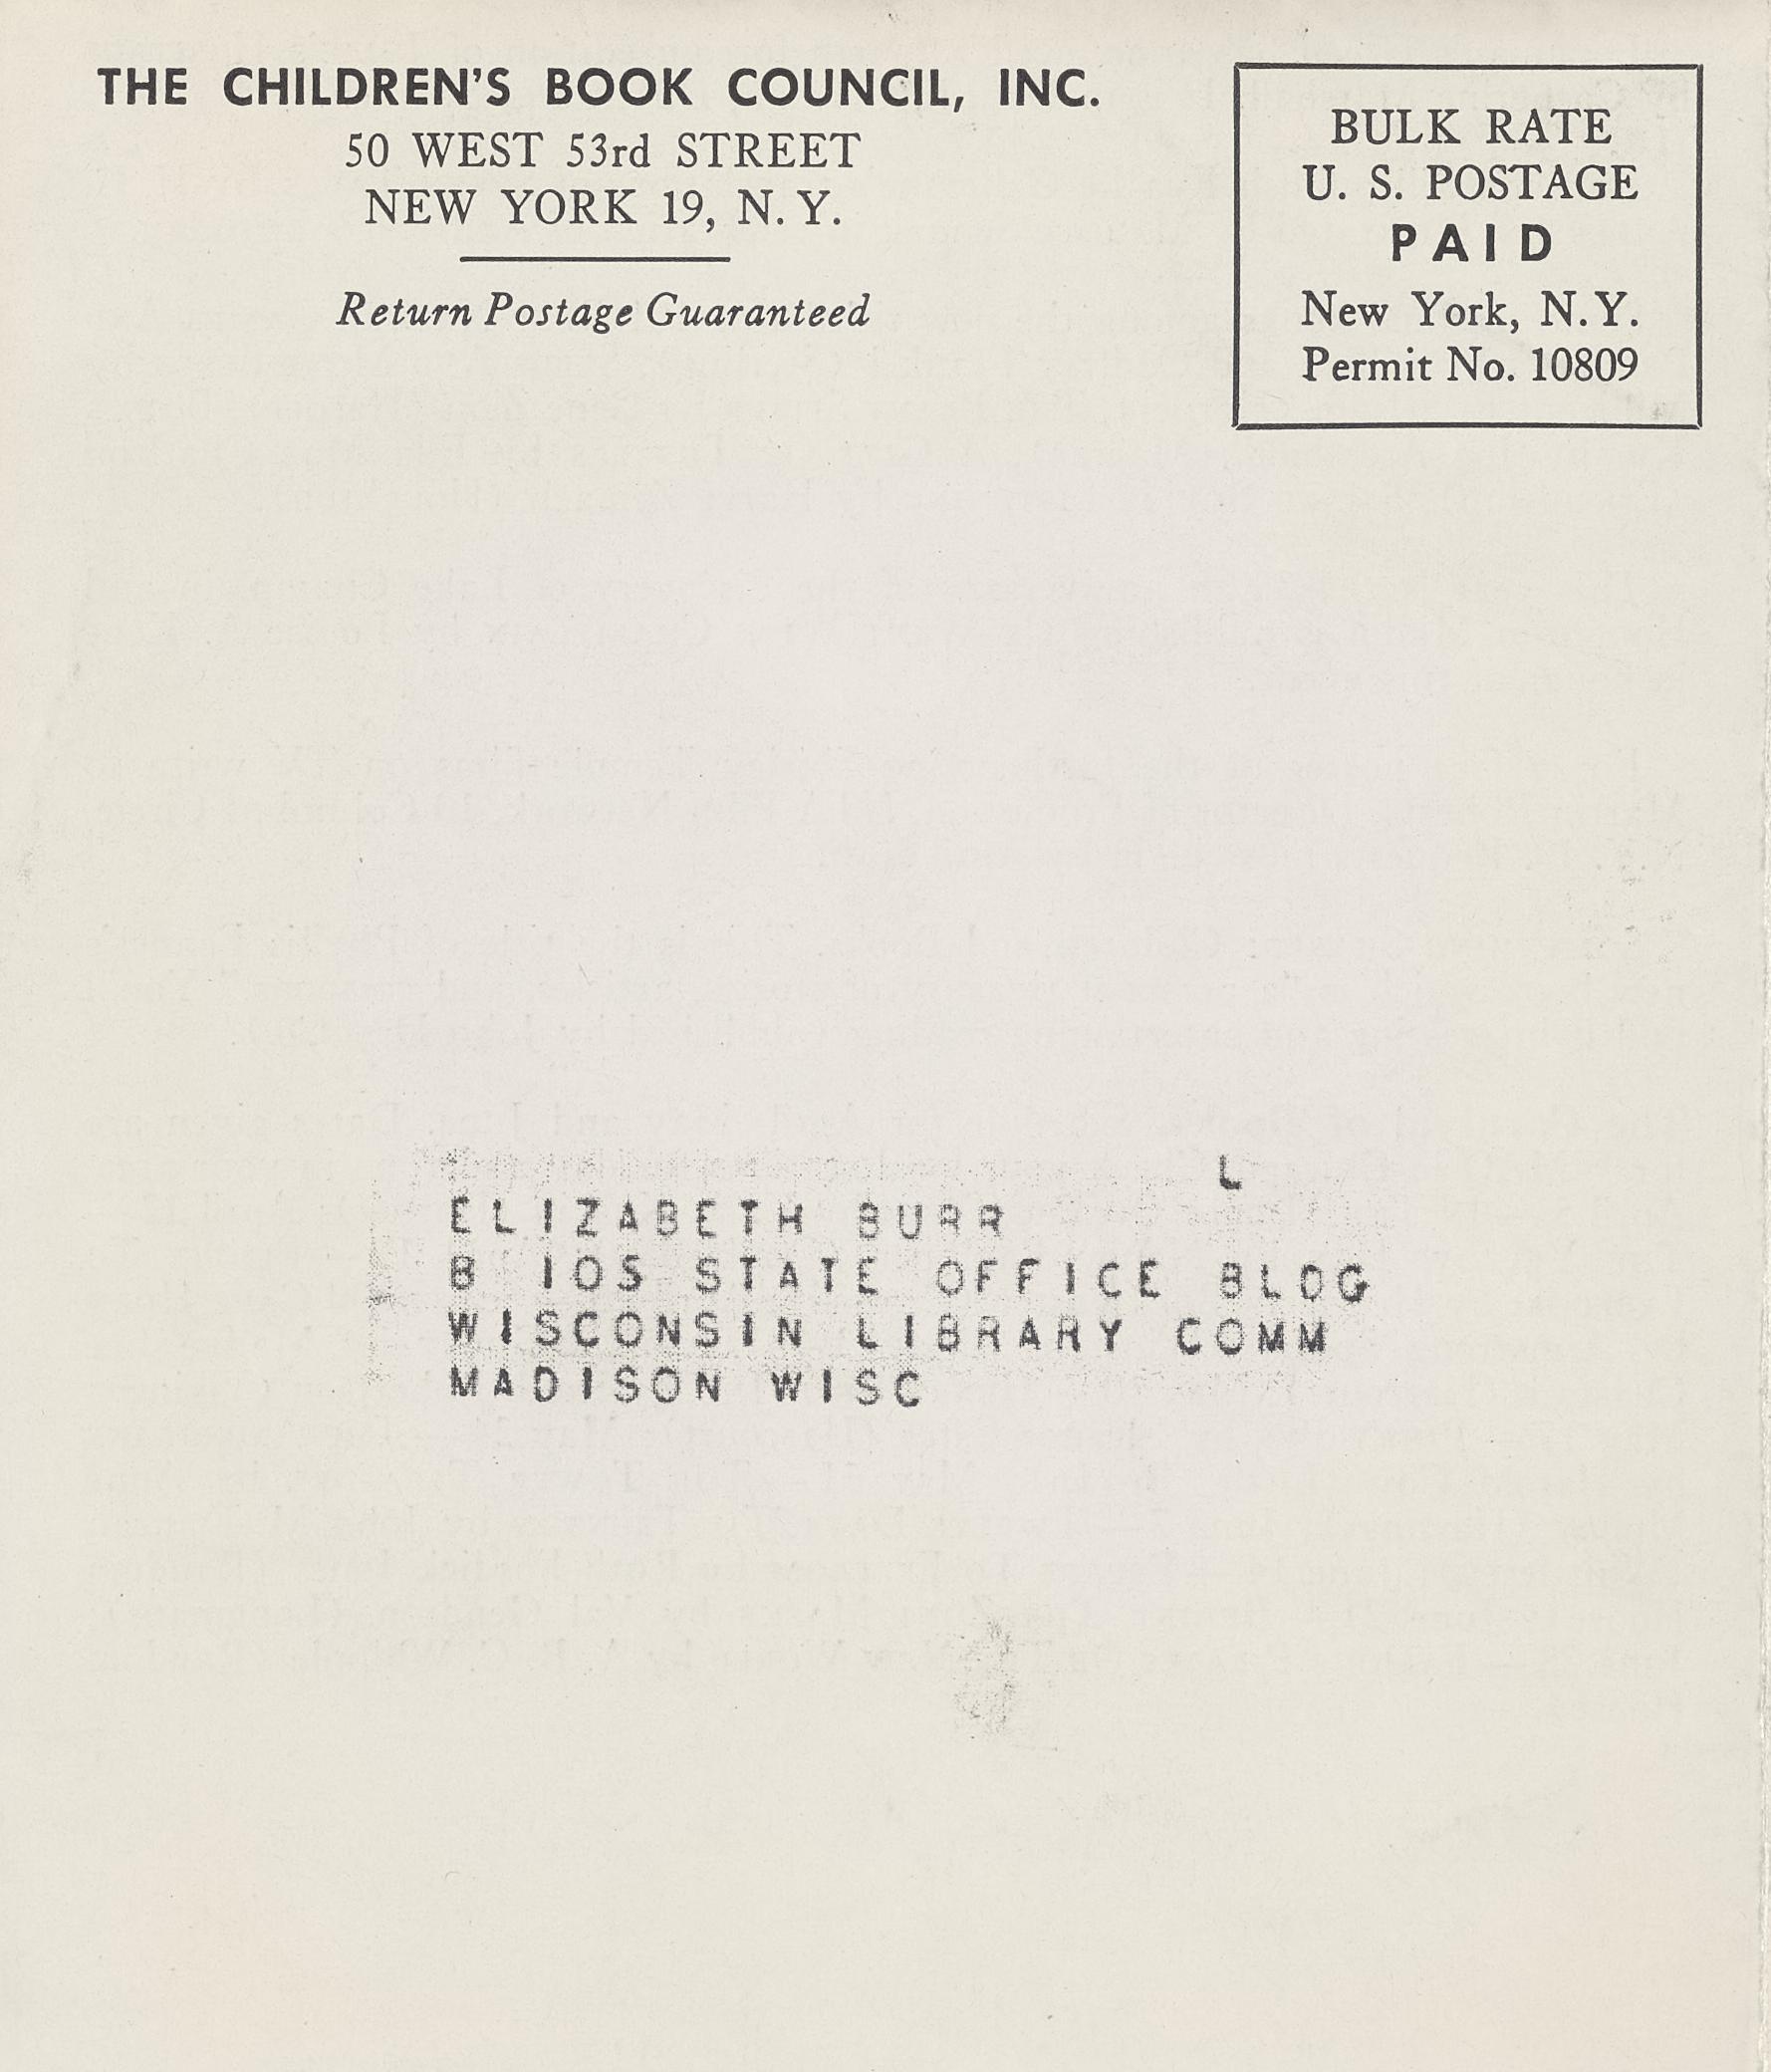 THE CHILDREN'S BOOK COUNCIL, INC.
50 WEST 53rd STREET
NEW YORK 19, N. Y.
Return Postage Guaranteed
BULK RATE
U. S. POSTAGE
PAID
New York, N.Y.
Permit No. 10809
L
ELIZABETH BURR
B IOS STATE OFFICE BLDG
WISCONSIN LIBRARY COMM
MADISON WISC